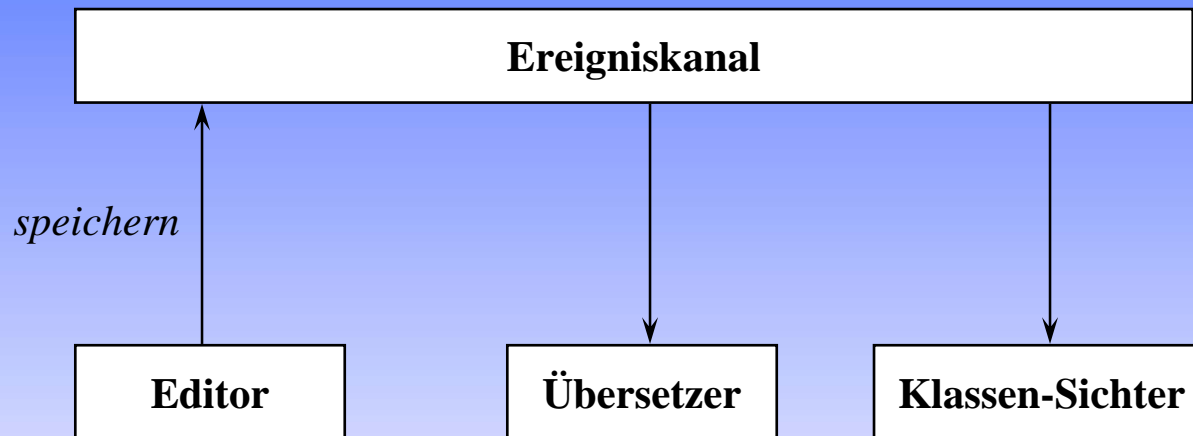 Ereigniskanal
speichern
Editor
Übersetzer
Klassen-Sichter